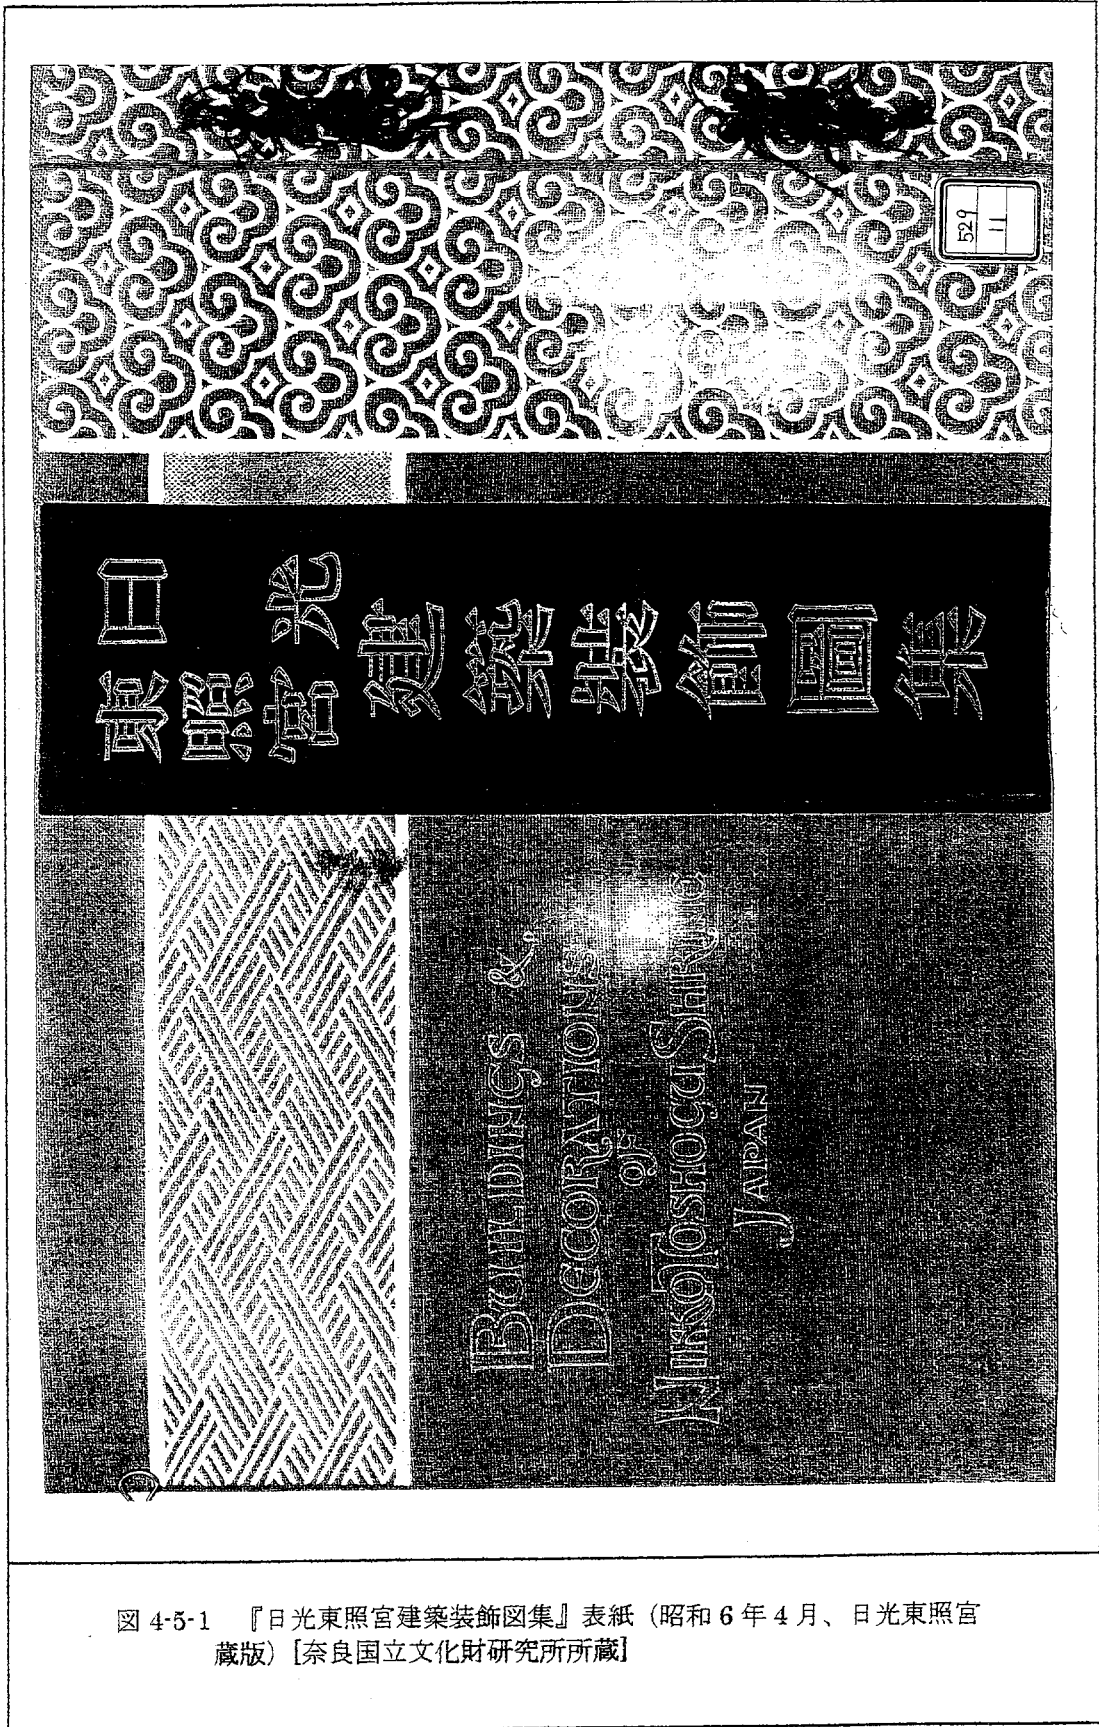 529
11
日光
東照宮
建築装飾圖集
BUILDINGS &
DECORATIONS
of
NIKKO TOSHOGU SHRINE
JAPAN
図 4-5-1 『日光東照宮建築装飾図集』表紙（昭和 6 年 4 月、日光東照宮
蔵版）[奈良国立文化財研究所所蔵]